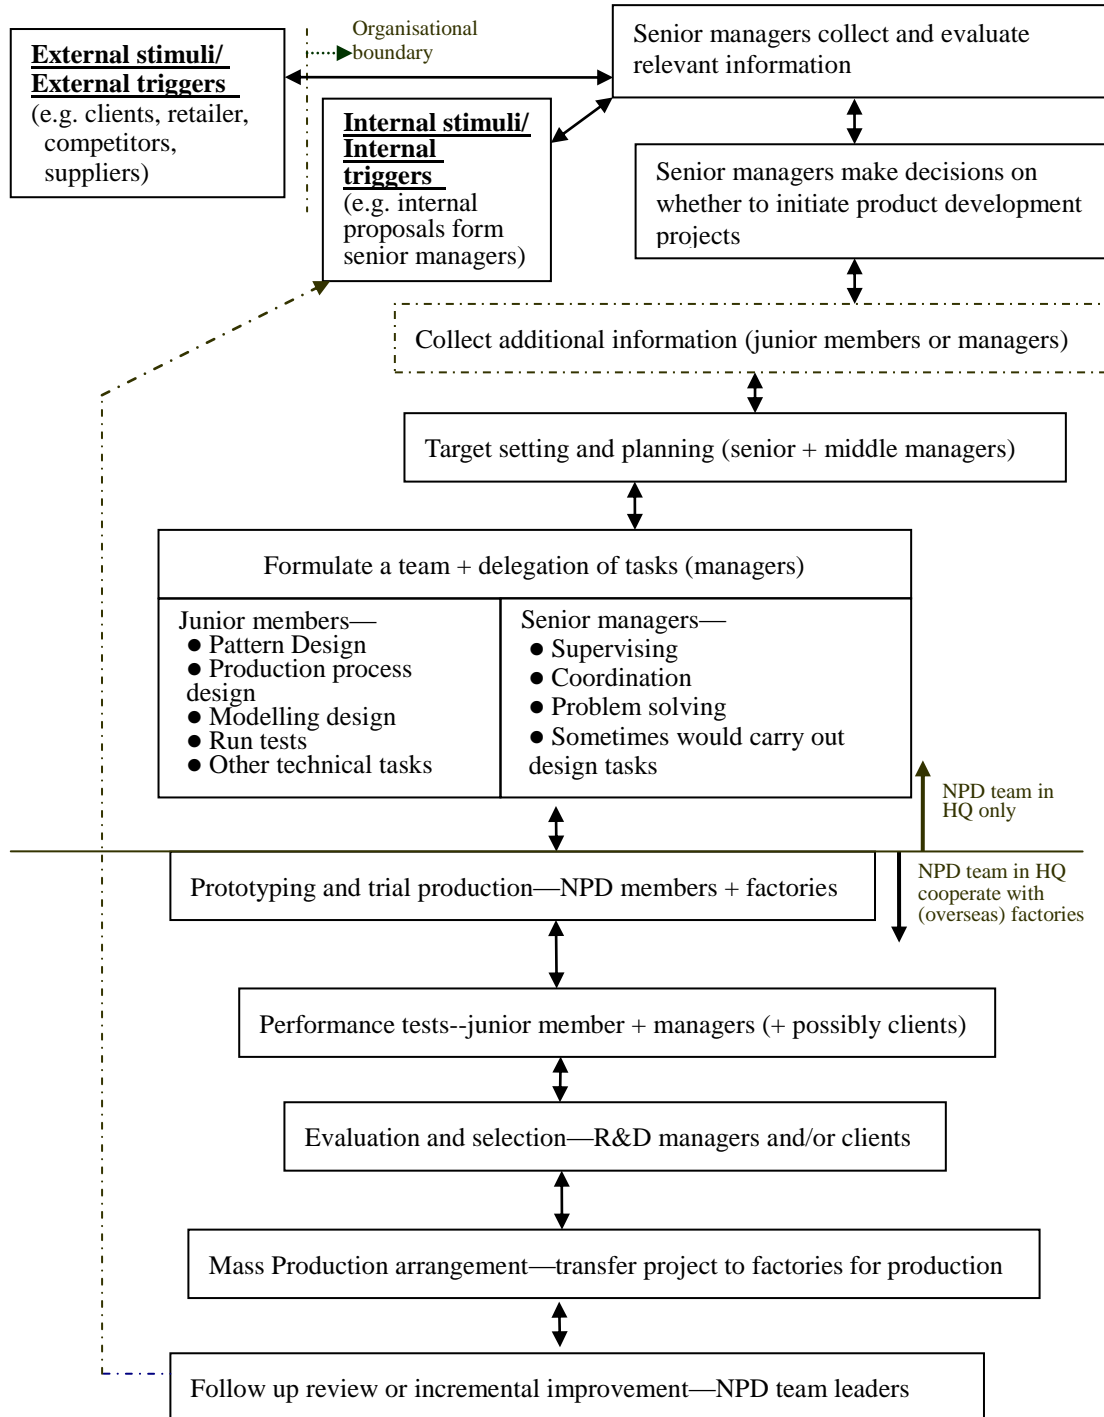 External stimuli/
External triggers
(e.g. clients, retailer,
competitors,
suppliers)
Organisational
boundary
Senior managers collect and evaluate
relevant information
Internal stimuli/
Internal
triggers
(e.g. internal
proposals form
senior managers)
Senior managers make decisions on
whether to initiate product development
projects
Collect additional information (junior members or managers)
Target setting and planning (senior + middle managers)
Formulate a team + delegation of tasks (managers)
Junior members—
● Pattern Design
● Production process
design
● Modelling design
● Run tests
● Other technical tasks
Senior managers—
● Supervising
● Coordination
● Problem solving
● Sometimes would carry out
design tasks
NPD team in
HQ only
NPD team in HQ
cooperate with
(overseas) factories
Prototyping and trial production—NPD members + factories
Performance tests--junior member + managers (+ possibly clients)
Evaluation and selection—R&D managers and/or clients
Mass Production arrangement—transfer project to factories for production
Follow up review or incremental improvement—NPD team leaders